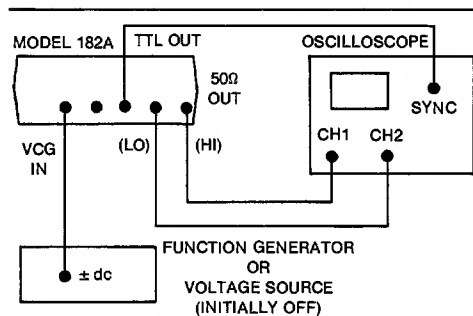 MODEL 182A
TTL OUT
OSCILLOSCOPE
50Ω
OUT
SYNC
VCG
IN
(LO)
(HI)
CH1
CH2
± dc
FUNCTION GENERATOR
OR
VOLTAGE SOURCE
(INITIALLY OFF)